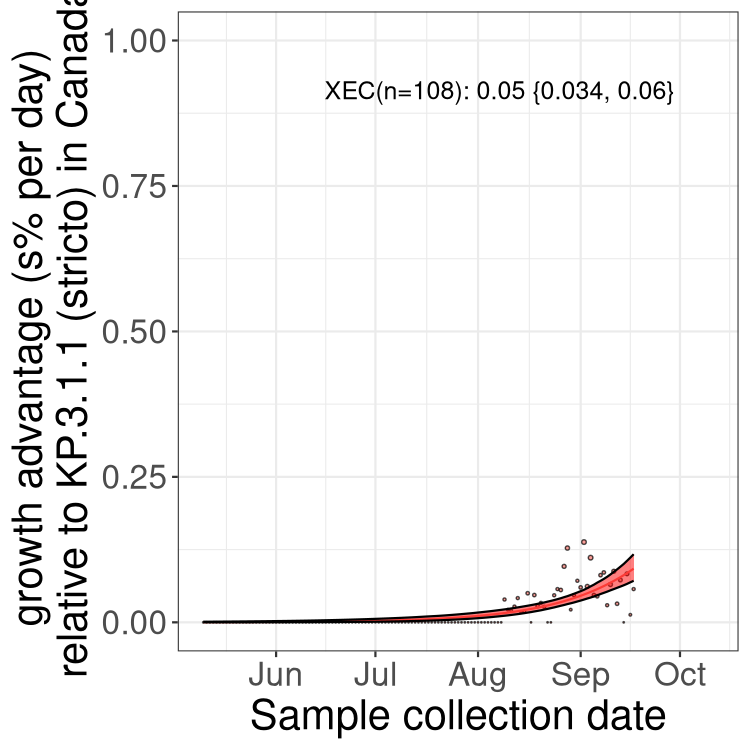 growth advantage (s% per day)
relative to KP.3.1.1 (stricto) in Canada
1.00
0.75
0.50
0.25
0.00
XEC(n=108): 0.05 {0.034, 0.06}
Jun Jul Aug Sep Oct
Sample collection date